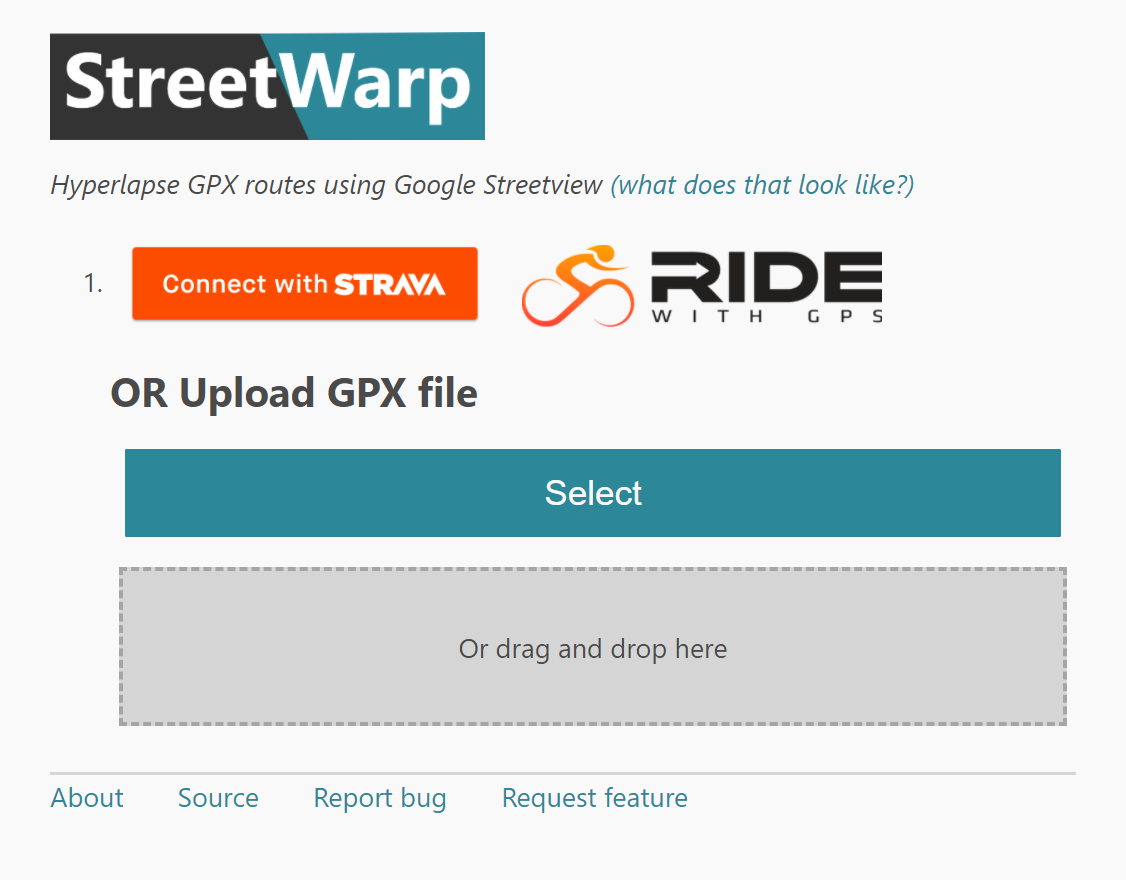 StreetWarp
Hyperlapse GPX routes using Google Streetview (what does that look like?)
1. Connect with STRAVA RIDE
WITH GPS
OR Upload GPX file
Select
Or drag and drop here
About Source Report bug Request feature